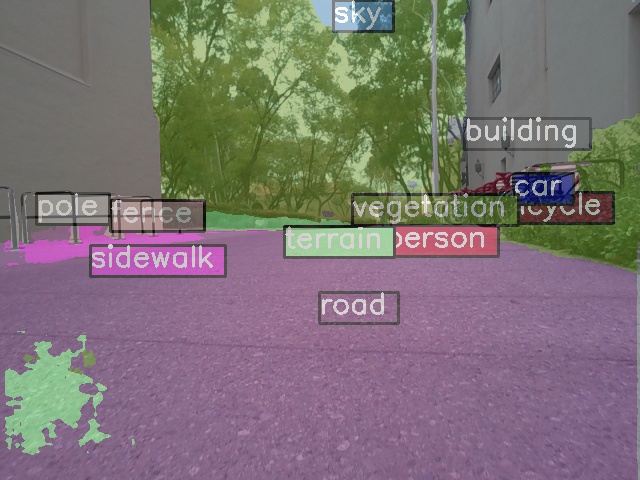 sky
building
car
pole
fence
vegetation
icycle
terrain
person
sidewalk
road